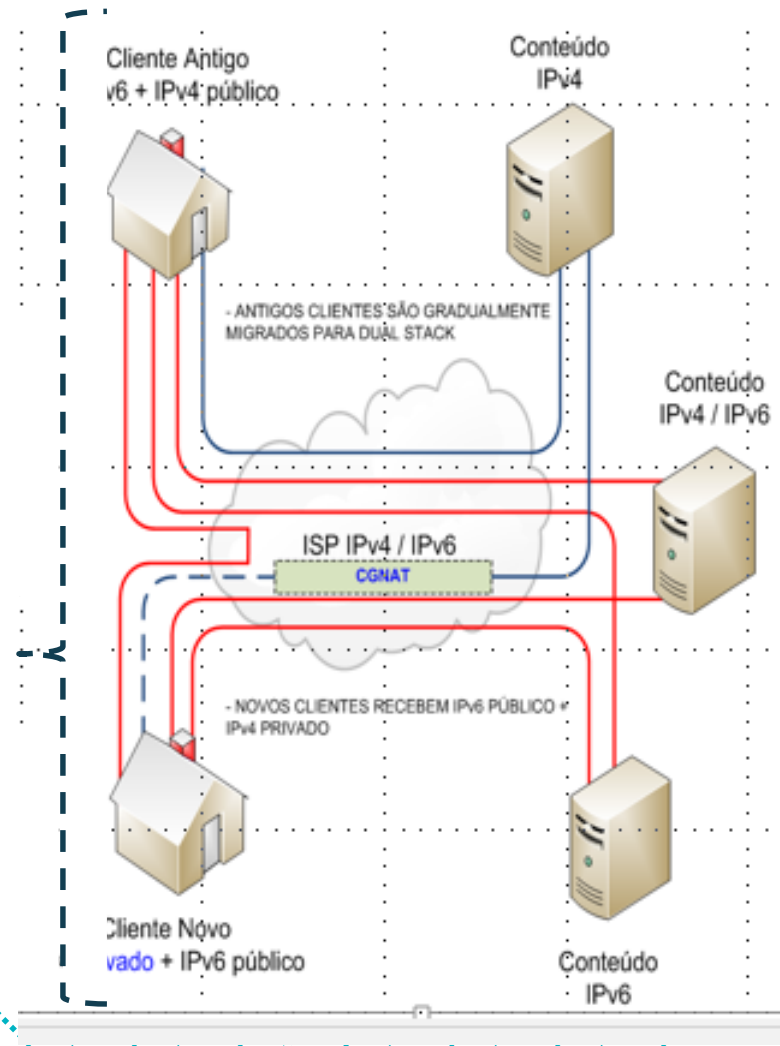 Cliente Antigo
v6 + IPv4 público
Conteúdo
IPv4
- ANTIGOS CLIENTES SÃO GRADUALMENTE
MIGRADOS PARA DUAL STACK
Conteúdo
IPv4 / IPv6
ISP IPv4 / IPv6
CGNAT
- NOVOS CLIENTES RECEBEM IPv6 PÚBLICO +
IPv4 PRIVADO
Cliente Novo
vado + IPv6 público
Conteúdo
IPv6